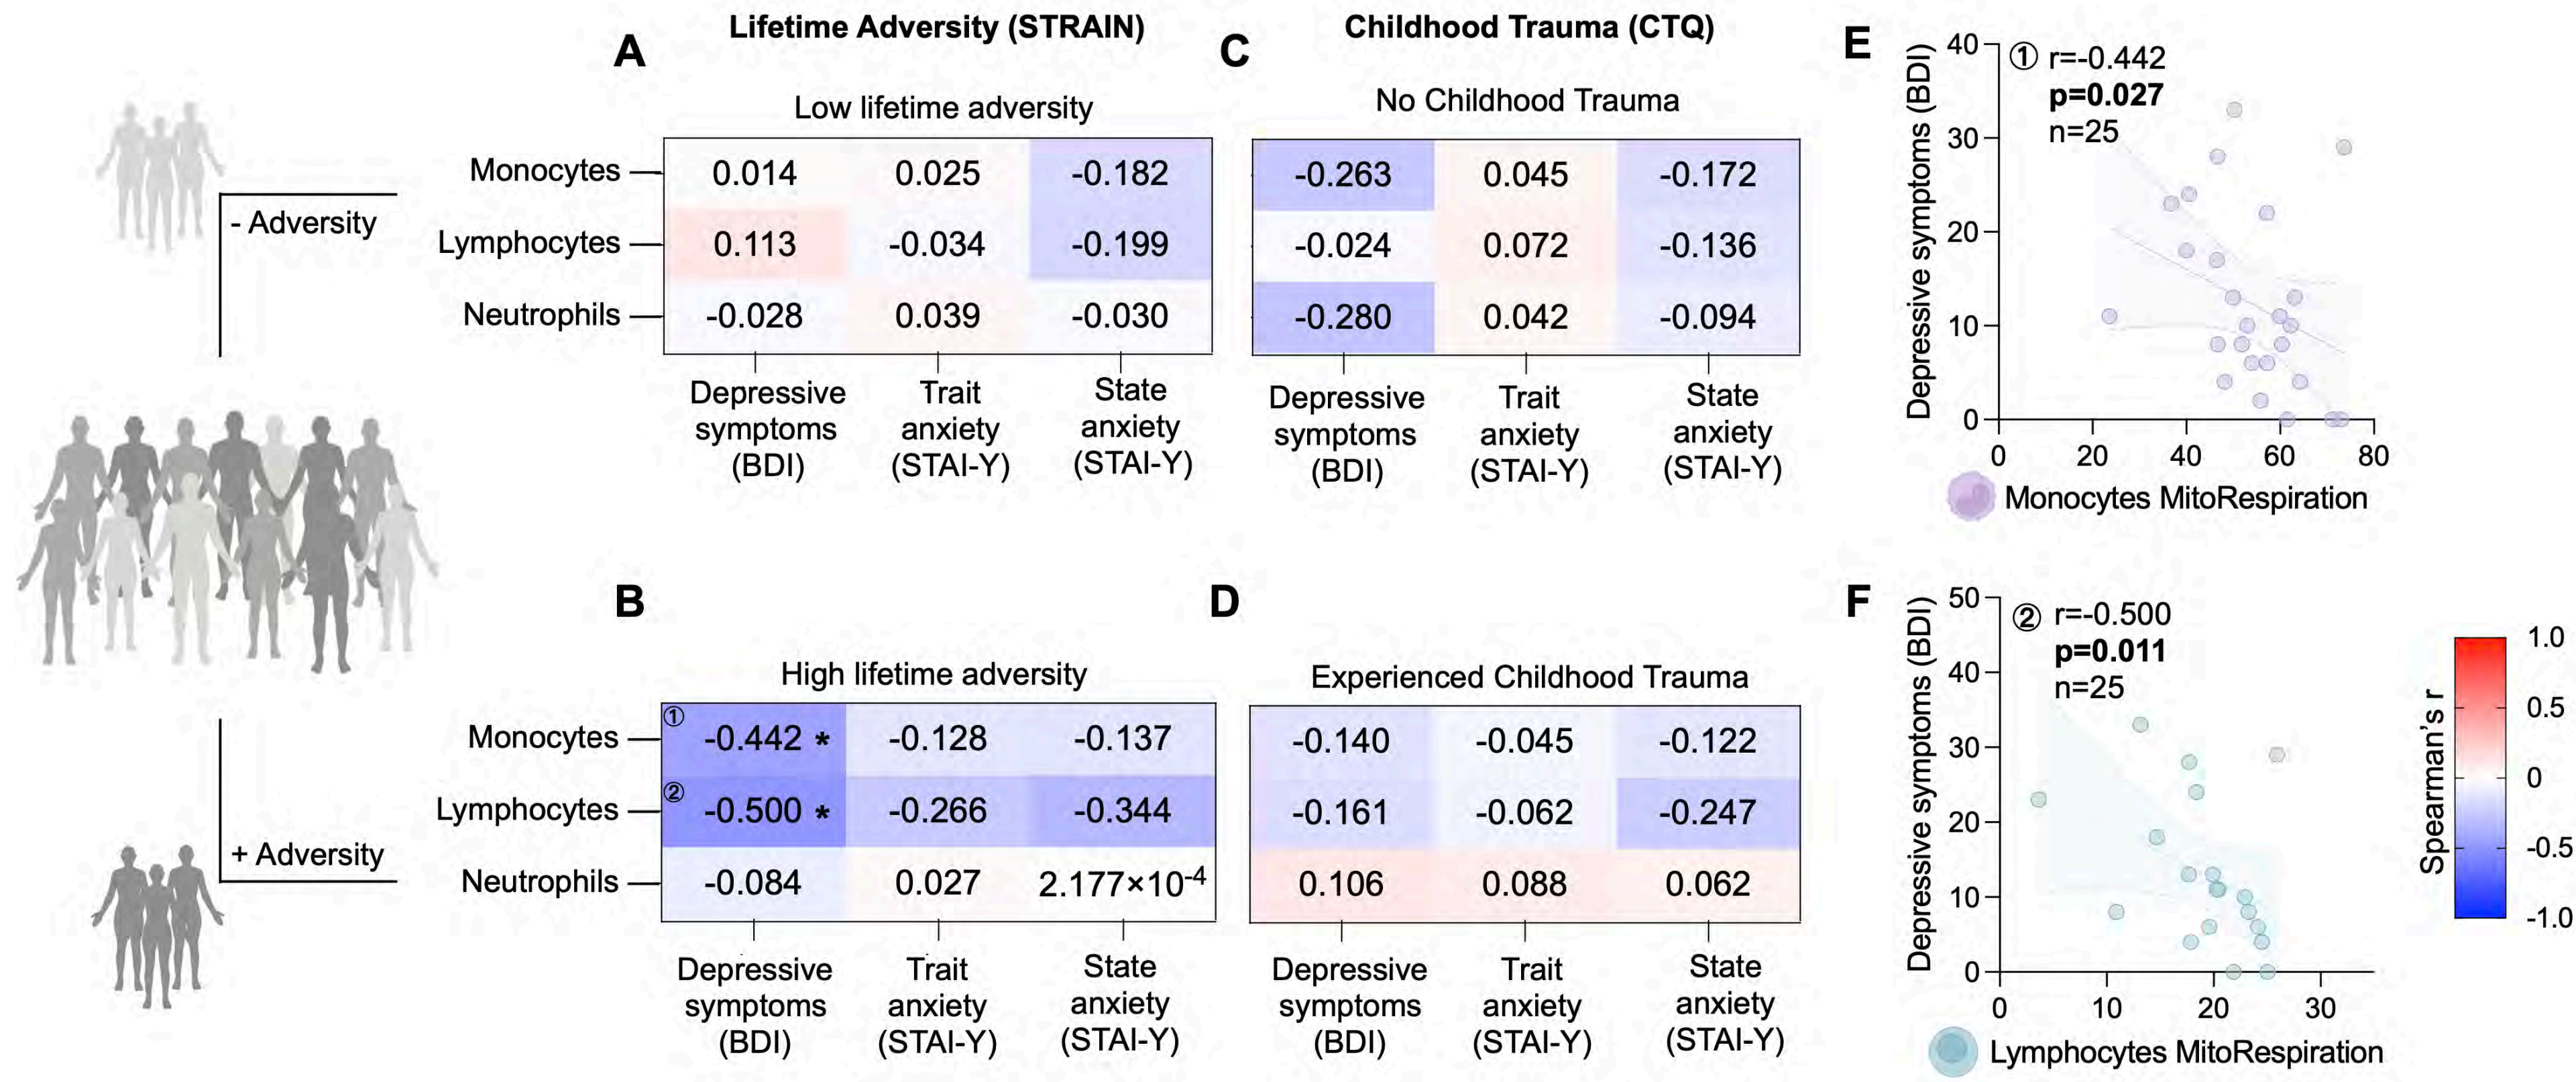 Lifetime Adversity (STRAIN)
Childhood Trauma (CTQ)
- Adversity
+ Adversity
A
Low lifetime adversity
Monocytes 0.014 0.025 -0.182
Lymphocytes 0.113 -0.034 -0.199
Neutrophils -0.028 0.039 -0.030
Depressive symptoms (BDI)
Trait anxiety (STAI-Y)
State anxiety (STAI-Y)
C
No Childhood Trauma
-0.263 0.045 -0.172
-0.024 0.072 -0.136
-0.280 0.042 -0.094
Depressive symptoms (BDI)
Trait anxiety (STAI-Y)
State anxiety (STAI-Y)
E
① r=-0.442
p=0.027
n=25
Depressive symptoms (BDI)
40
30
20
10
0
0 20 40 60 80
Monocytes MitoRespiration
B
High lifetime adversity
Monocytes ① -0.442 * -0.128 -0.137
Lymphocytes ② -0.500 * -0.266 -0.344
Neutrophils -0.084 0.027 2.177×10⁻⁴
Depressive symptoms (BDI)
Trait anxiety (STAI-Y)
State anxiety (STAI-Y)
D
Experienced Childhood Trauma
-0.140 -0.045 -0.122
-0.161 -0.062 -0.247
0.106 0.088 0.062
Depressive symptoms (BDI)
Trait anxiety (STAI-Y)
State anxiety (STAI-Y)
F
② r=-0.500
p=0.011
n=25
Depressive symptoms (BDI)
50
40
30
20
10
0
0 10 20 30
Lymphocytes MitoRespiration
Spearman's r
1.0
0.5
0
-0.5
-1.0